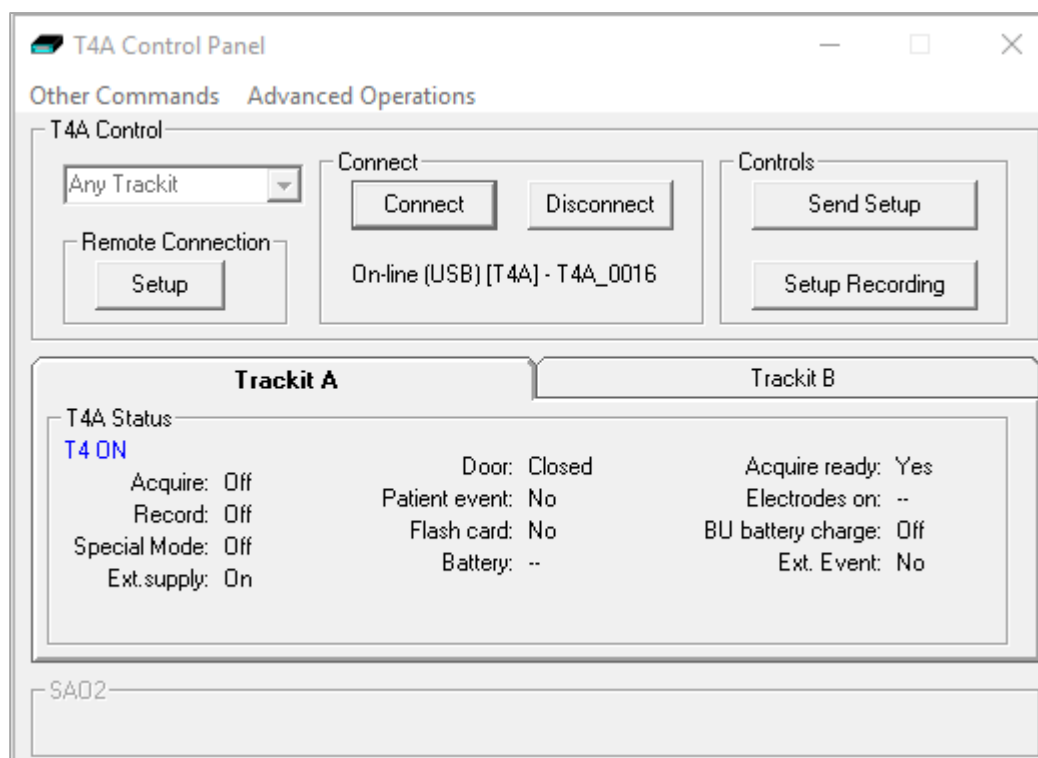 T4A Control Panel
Other Commands Advanced Operations
T4A Control
Any Trackit
Remote Connection
Setup
Connect
Connect Disconnect
On-line (USB) [T4A] - T4A_0016
Controls
Send Setup
Setup Recording
Trackit A Trackit B
T4A Status
T4 ON
Acquire: Off
Record: Off
Special Mode: Off
Ext.supply: On
Door: Closed
Patient event: No
Flash card: No
Battery: --
Acquire ready: Yes
Electrodes on: --
BU battery charge: Off
Ext. Event: No
SAO2